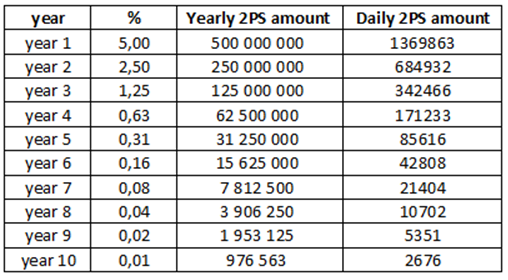 year % Yearly 2PS amount Daily 2PS amount
year 1 5,00 500 000 000 1369863
year 2 2,50 250 000 000 684932
year 3 1,25 125 000 000 342466
year 4 0,63 62 500 000 171233
year 5 0,31 31 250 000 85616
year 6 0,16 15 625 000 42808
year 7 0,08 7 812 500 21404
year 8 0,04 3 906 250 10702
year 9 0,02 1 953 125 5351
year 10 0,01 976 563 2676